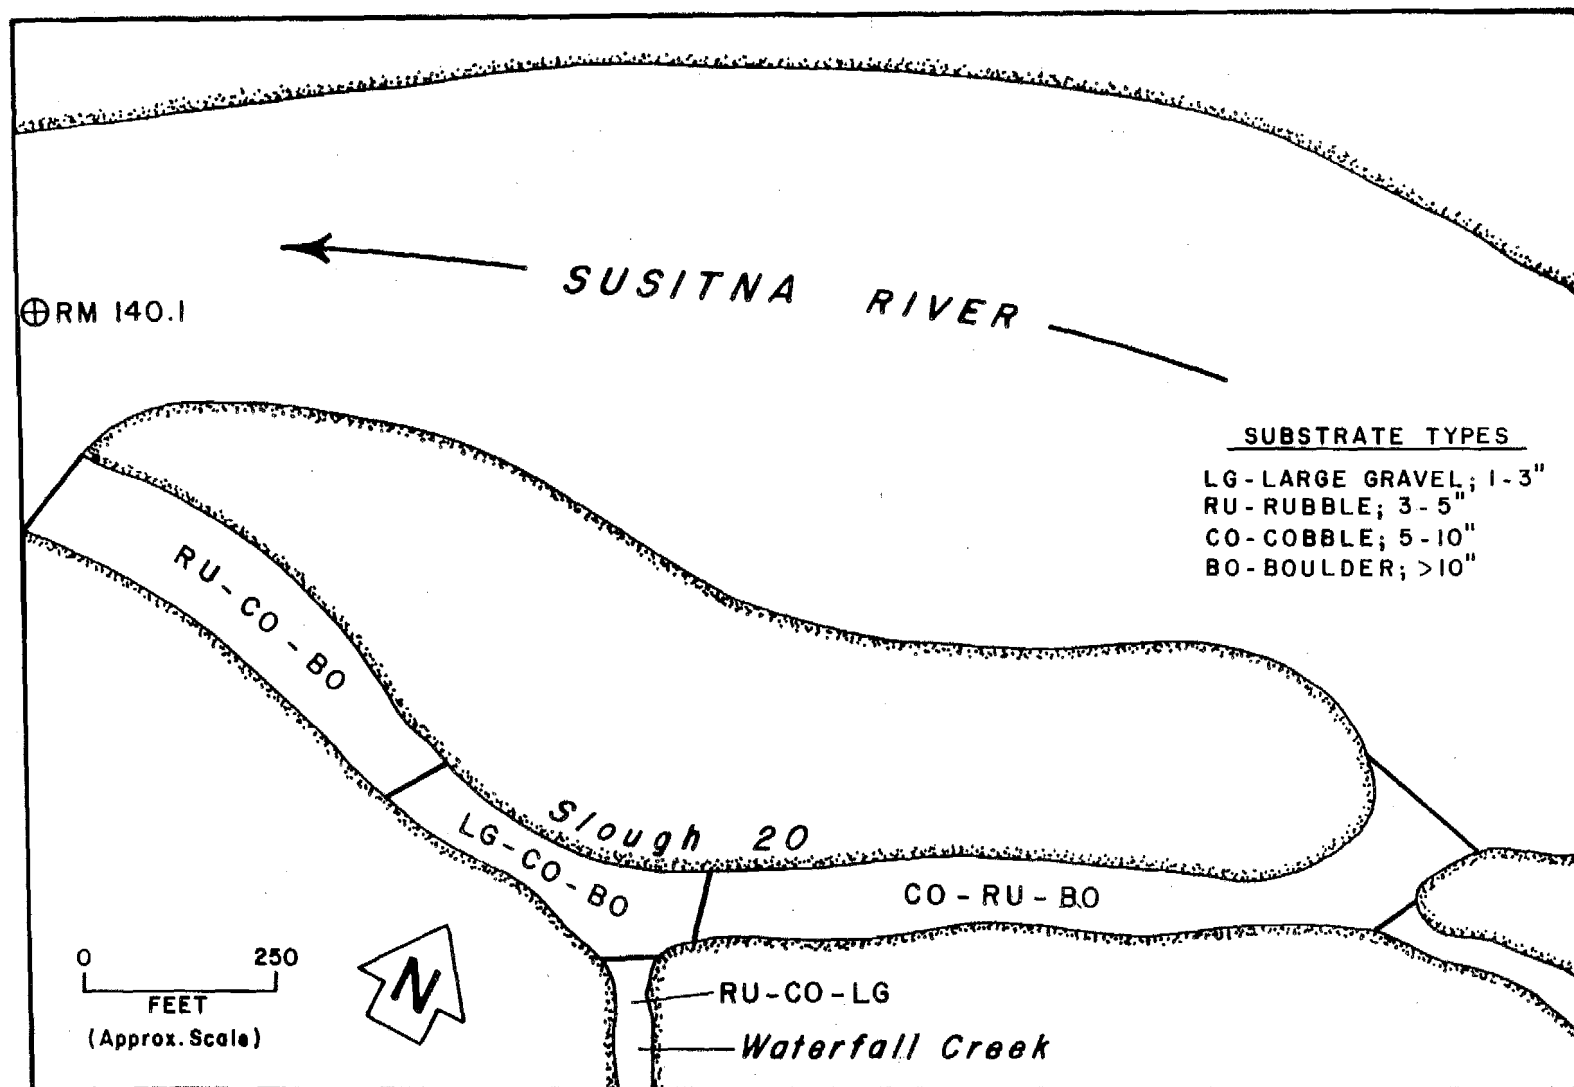 SUSITNA RIVER
RM 140.1
SUBSTRATE TYPES
LG-LARGE GRAVEL; 1-3"
RU-RUBBLE; 3-5"
CO-COBBLE; 5-10"
BO-BOULDER; >10"
RU-CO-BO
Slough 20
LG-CO-BO
CO-RU-BO
0 250
FEET
(Approx. Scale)
N
RU-CO-LG
Waterfall Creek